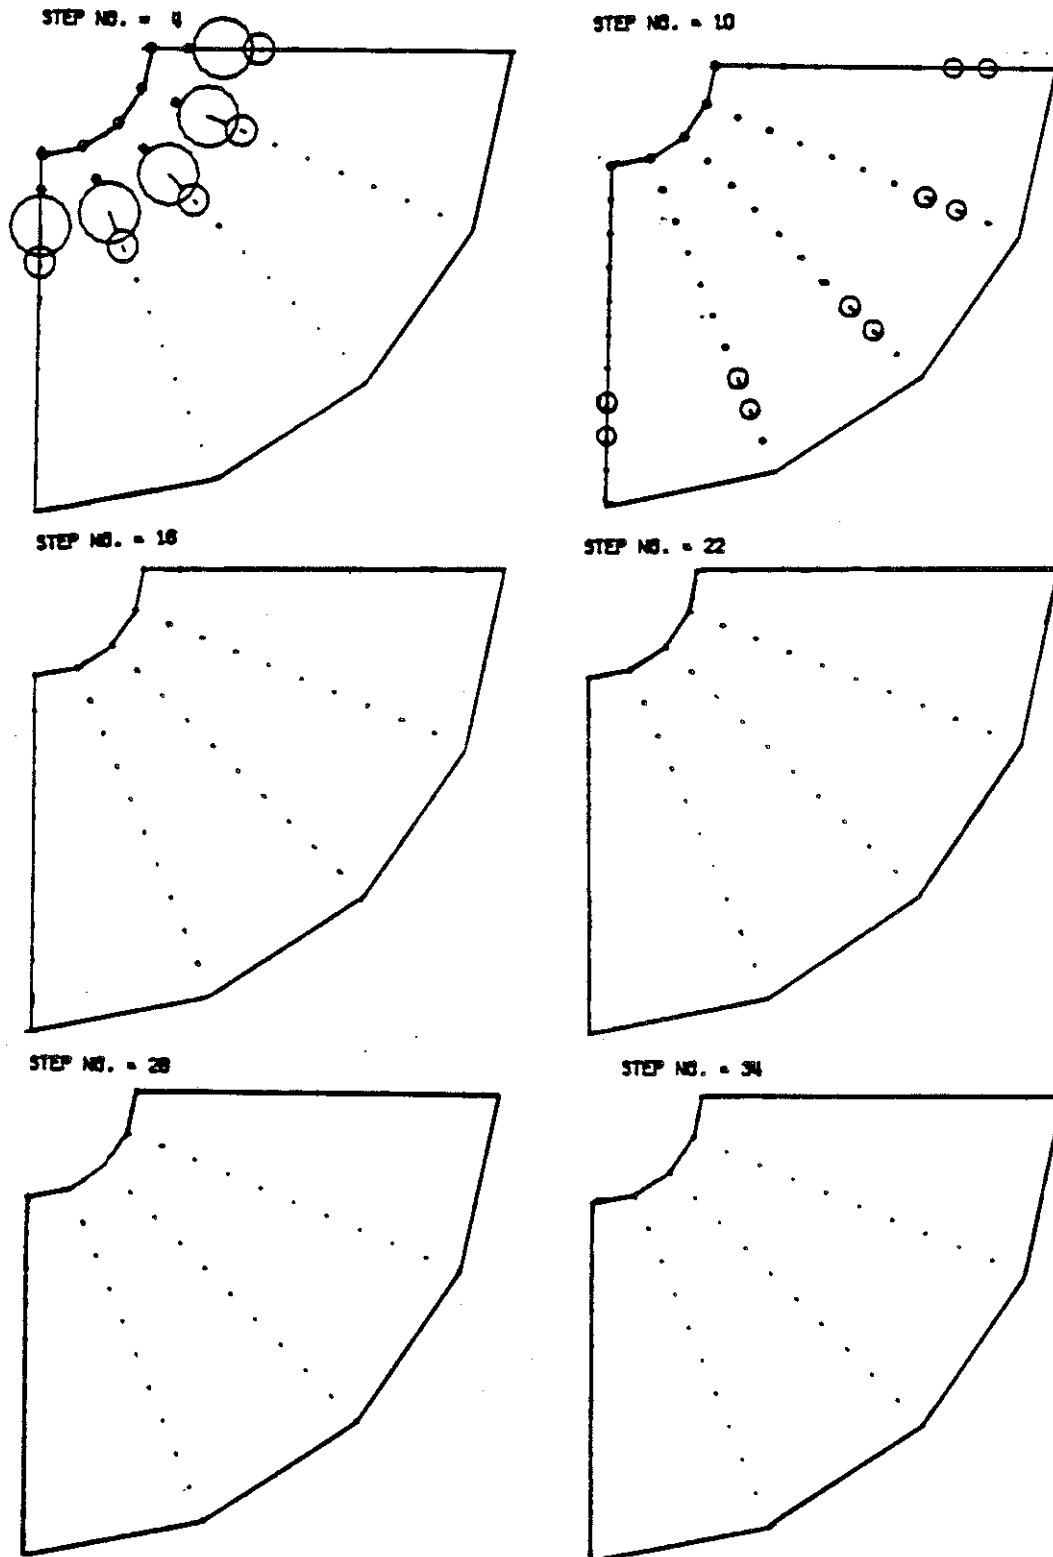 STEP NO. = 4
STEP NO. = 10
STEP NO. = 16
STEP NO. = 22
STEP NO. = 28
STEP NO. = 34